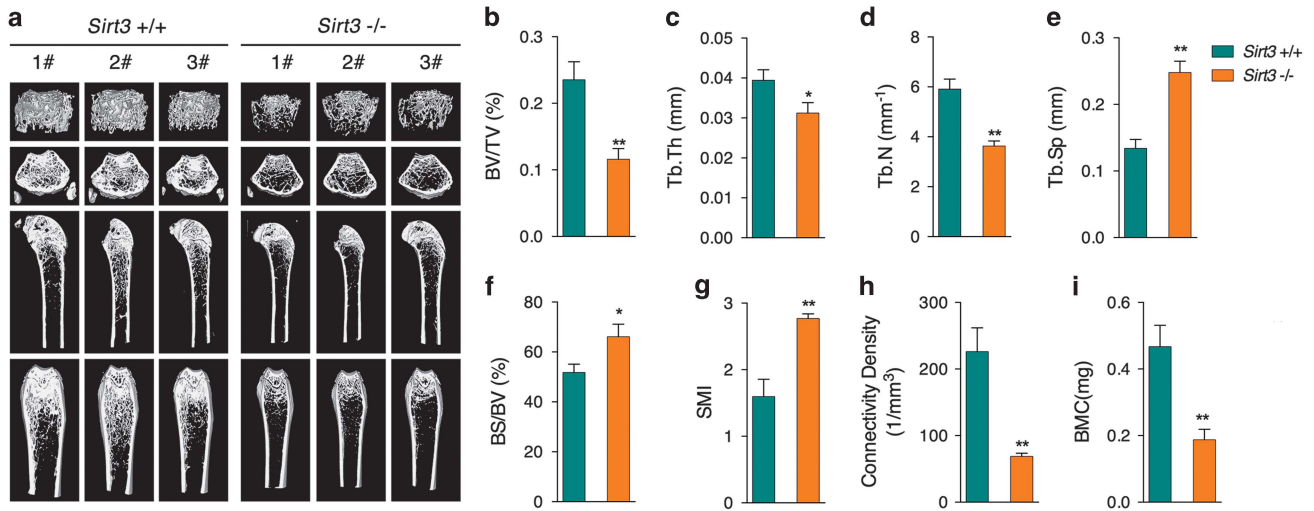 a
Sirt3 +/+
Sirt3 -/-
1#
2#
3#
1#
2#
3#
b
BV/TV (%)
0.3
0.2
0.1
0.0
**
c
Tb.Th (mm)
0.05
0.04
0.03
0.02
0.01
0.00
*
d
Tb.N (mm-1)
8
6
4
2
0
**
e
Tb.Sp (mm)
0.3
0.2
0.1
0.0
**
Sirt3 +/+
Sirt3 -/-
f
BS/BV (%)
80
60
40
20
0
*
g
SMI
3
2
1
0
**
h
Connectivity Density
(1/mm3)
300
200
100
0
**
i
BMC(mg)
0.6
0.4
0.2
0.0
**